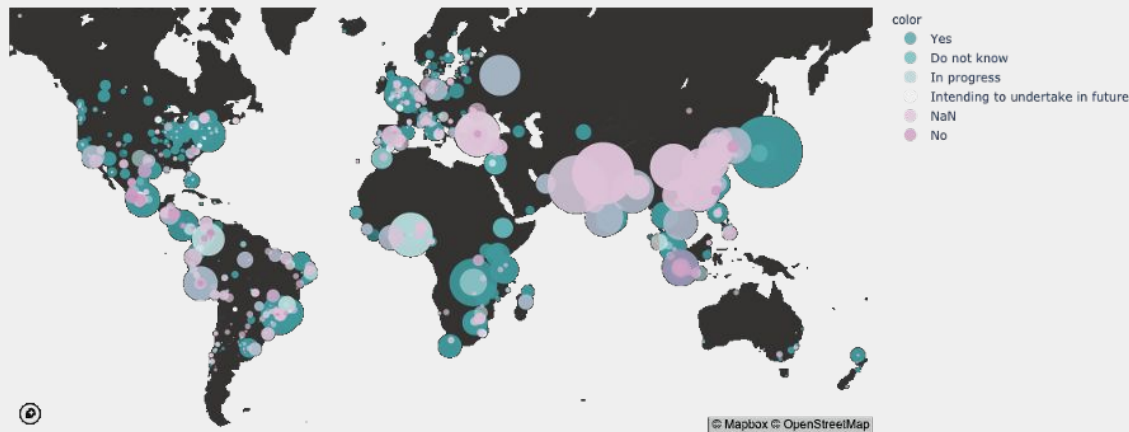 color
Yes
Do not know
In progress
Intending to undertake in future
NaN
No
© Mapbox © OpenStreetMap